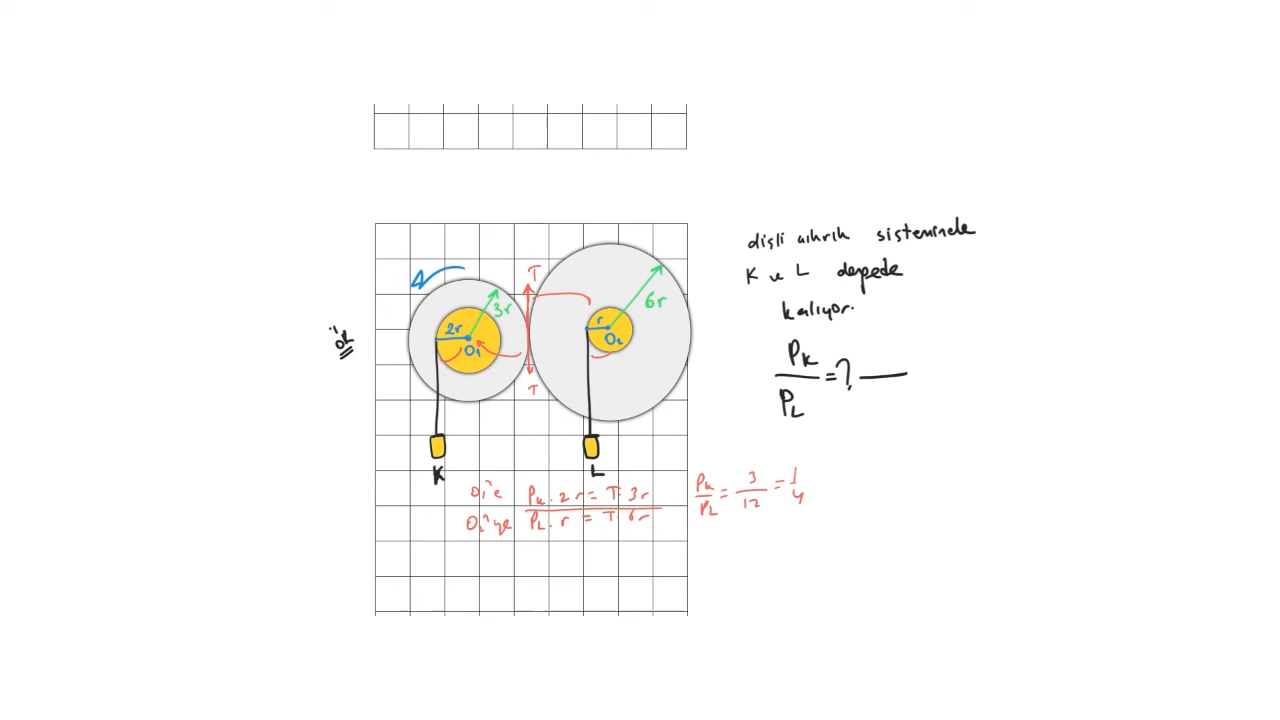 dişli çıkrık sisteminde
K ve L dengede
kalıyor.
P_K / P_L = ?
ör
2r
3r
O₁
T
T
r
6r
O₂
K
L
O₁'e P_K . 2r = T . 3r
O₂'ye P_L . r = T . 6r
P_K / P_L = 3 / 12 = 1 / 4